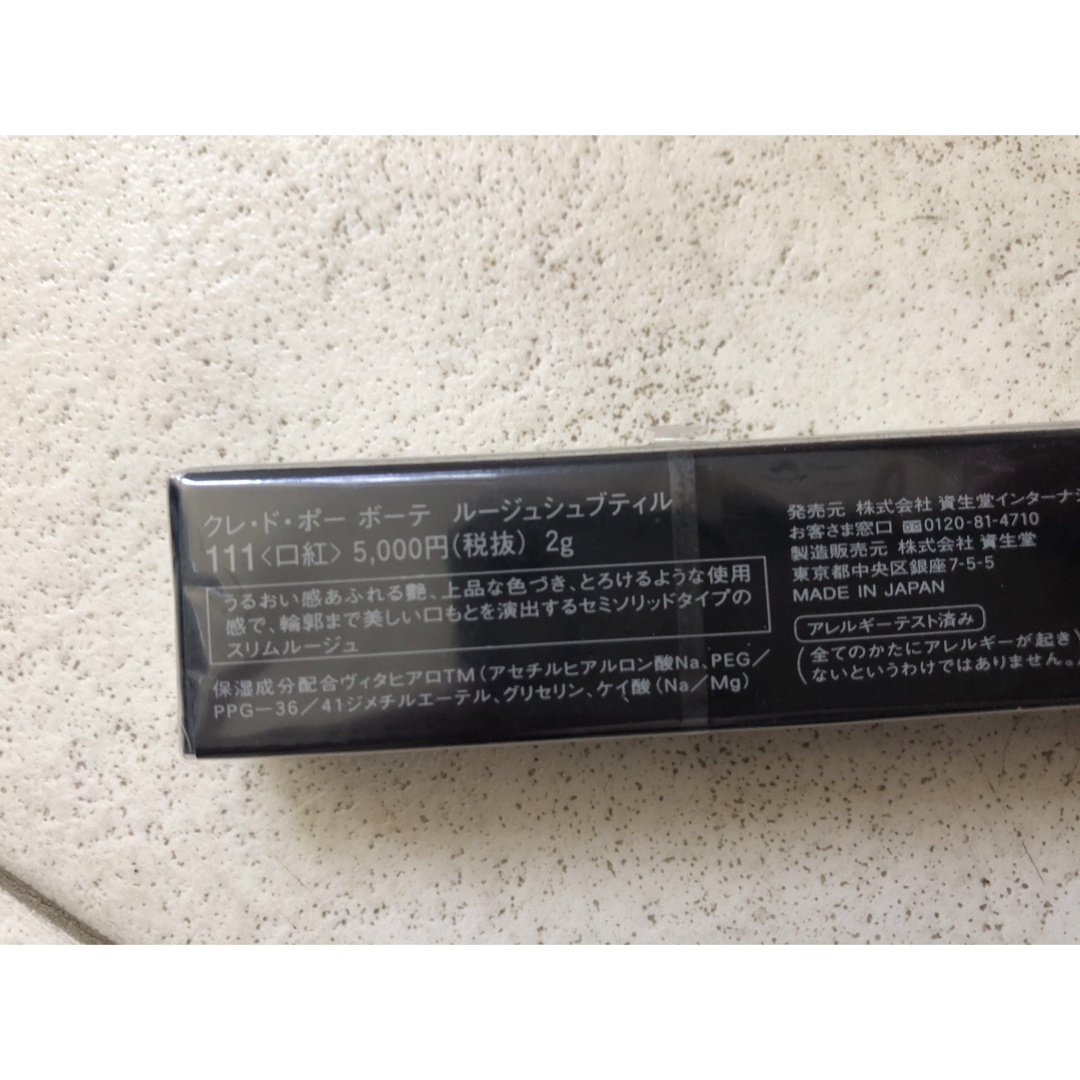 クレ・ド・ポー ボーテ ルージュシュブティル
111〈口紅〉5,000円(税抜) 2g
うるおい感あふれる艶、上品な色づき、とろけるような使用
感で、輪郭まで美しい口もとを演出するセミソリッドタイプの
スリムルージュ
保湿成分配合ヴィタヒアロTM(アセチルヒアルロン酸Na、PEG/
PPG-36/41ジメチルエーテル、グリセリン、ケイ酸(Na/Mg)
発売元 株式会社 資生堂インターナシ
お客さま窓口 0120-81-4710
製造販売元 株式会社 資生堂
東京都中央区銀座7-5-5
MADE IN JAPAN
アレルギーテスト済み
(全てのかたにアレルギーが起き
ないというわけではありません。)